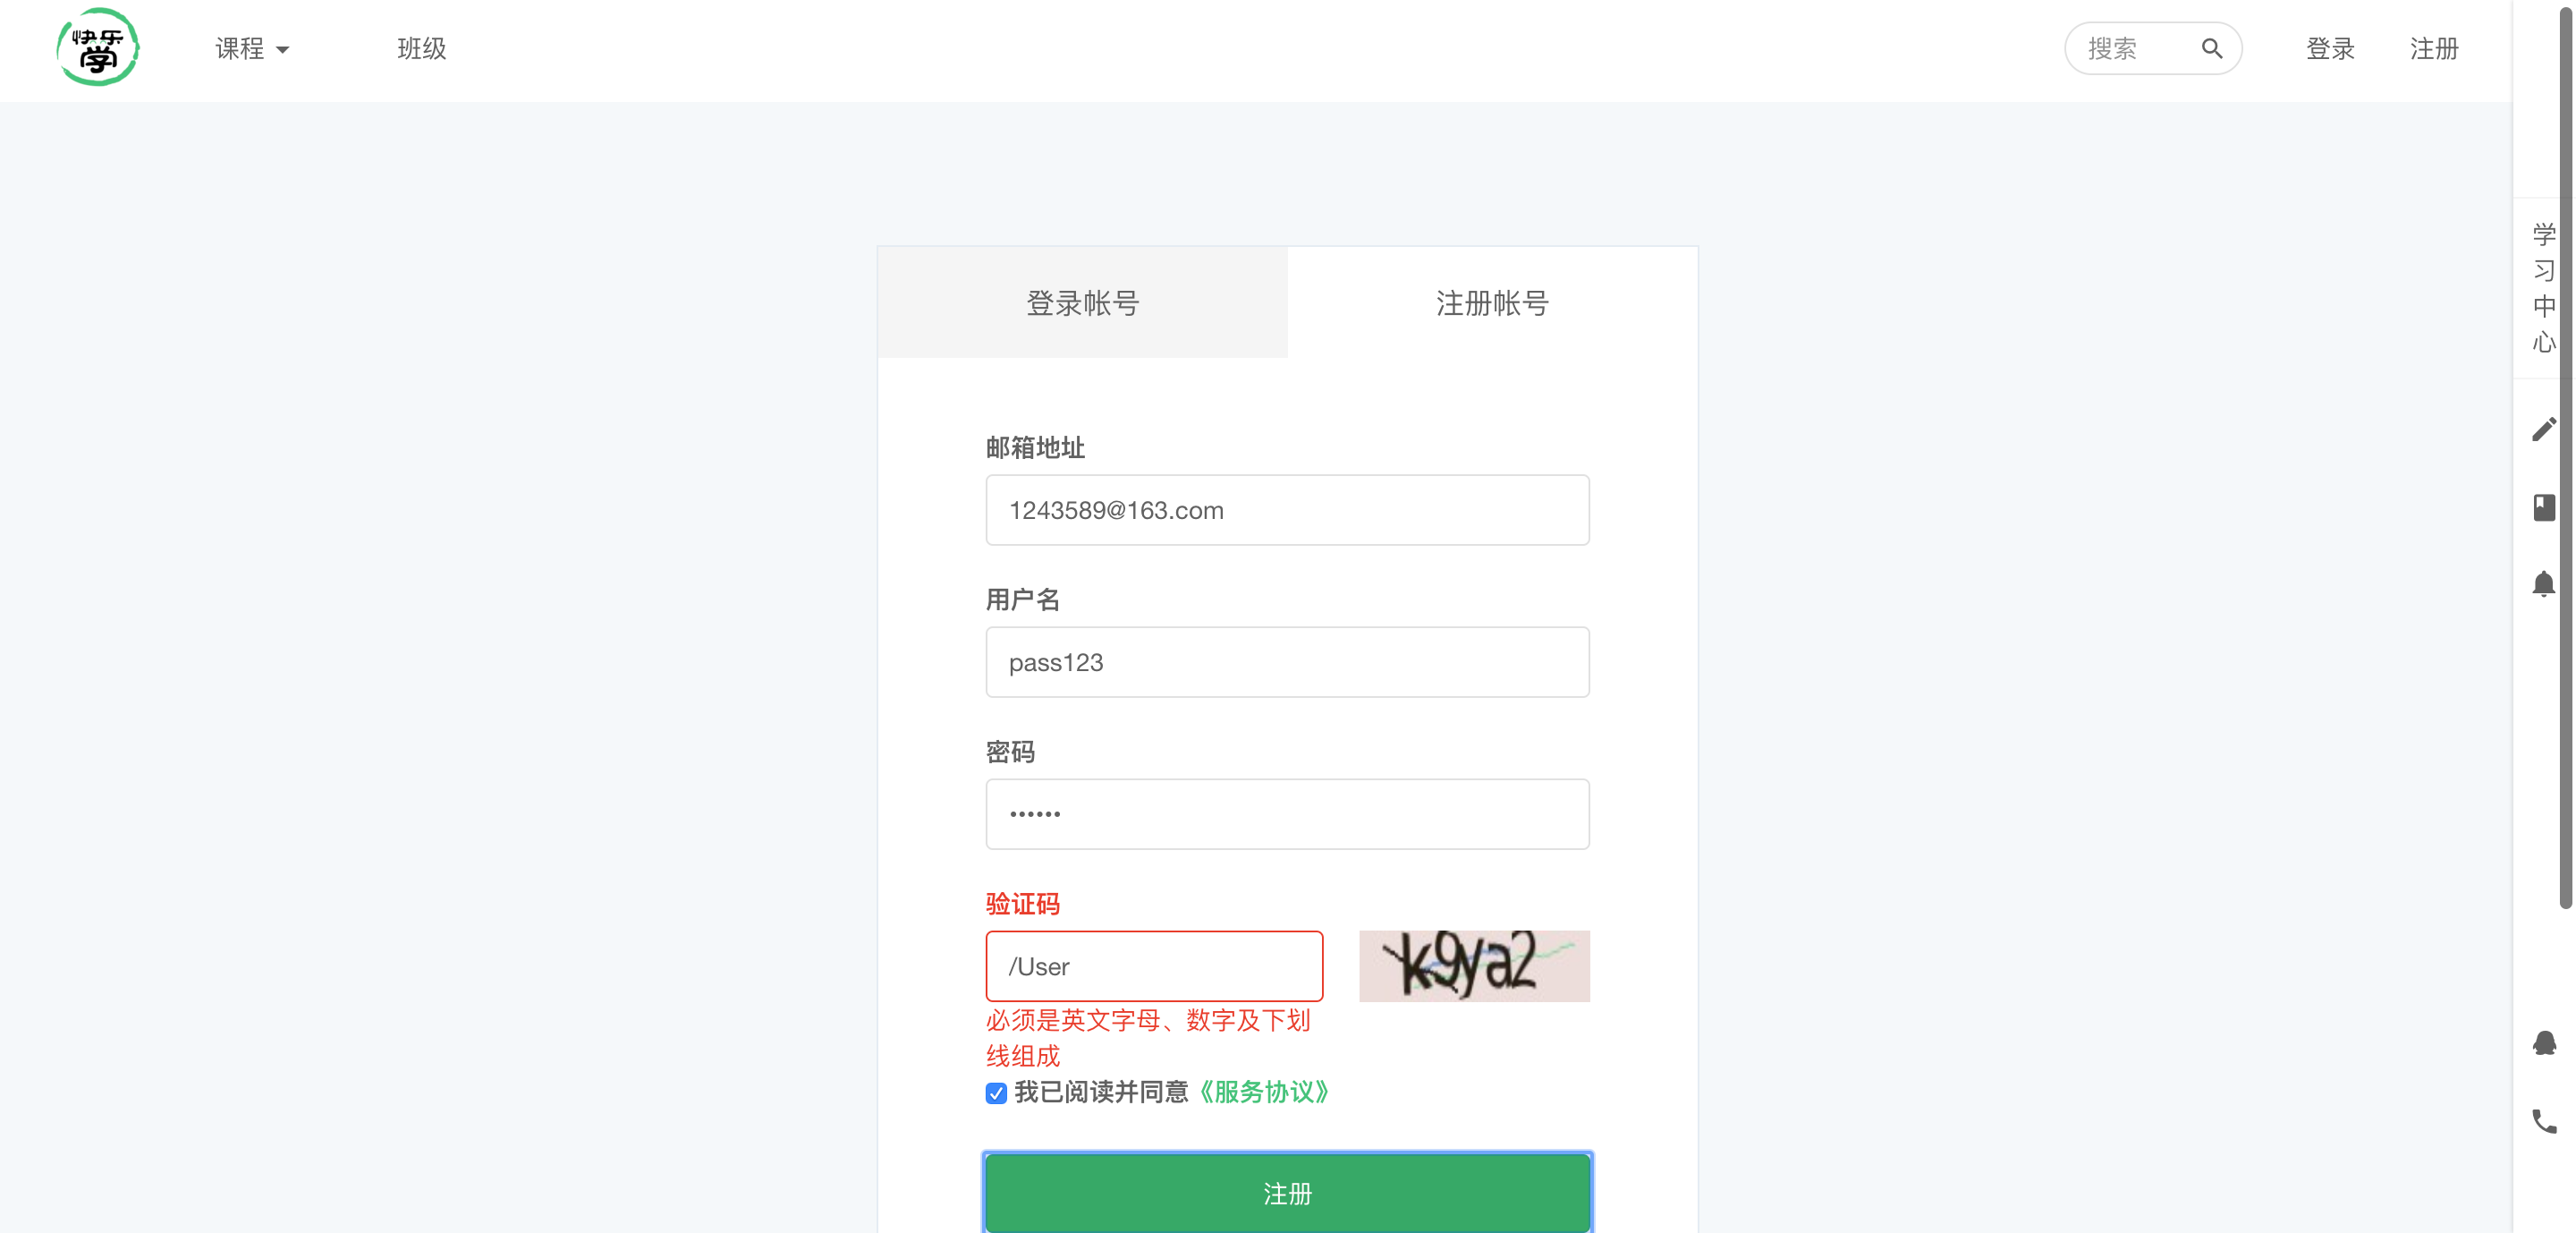 快乐
学
课程
班级
搜索
登录
注册
登录帐号
注册帐号
邮箱地址
1243589@163.com
用户名
pass123
密码
••••••
验证码
/User
k9ya2
必须是英文字母、数字及下划
线组成
我已阅读并同意《服务协议》
注册
学
习
中
心